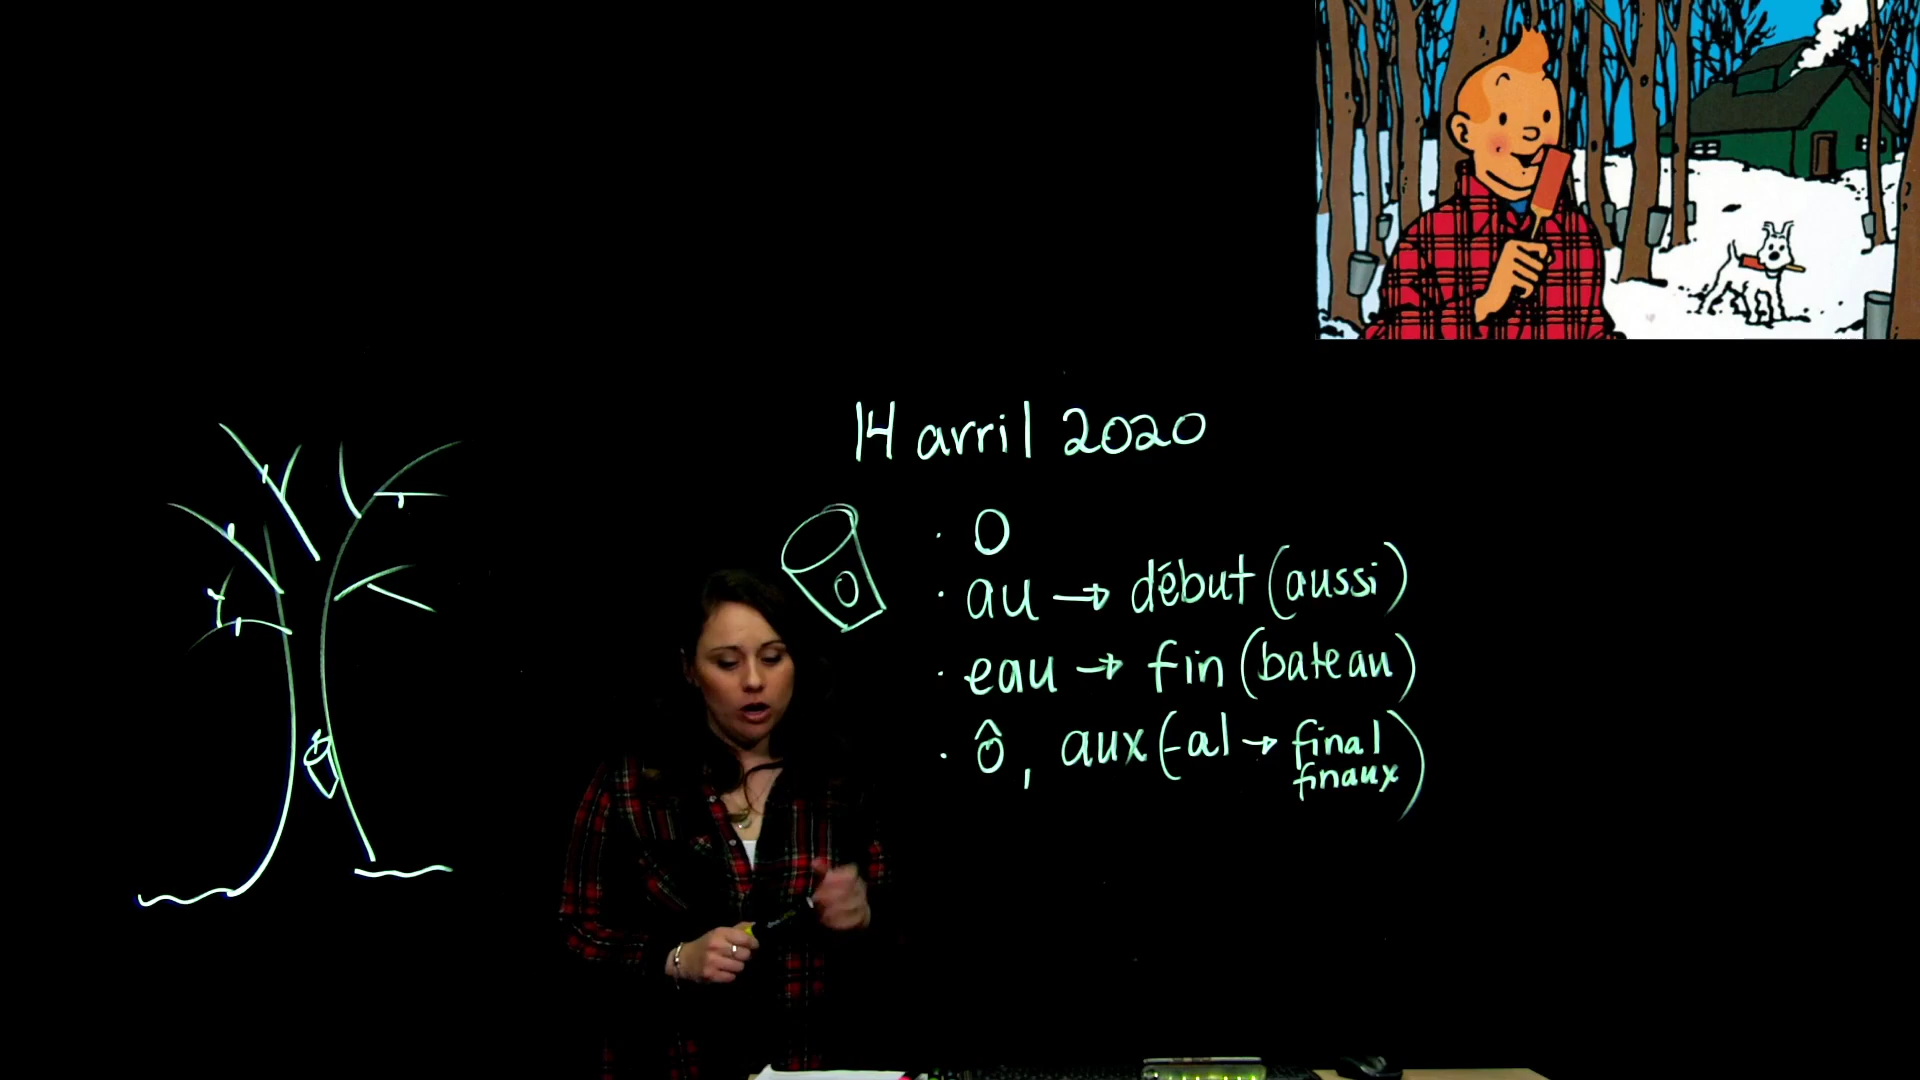 14 avril 2020
O
· O
· au → début (aussi)
· eau → fin (bateau)
· ô, aux (-al → final
finaux)